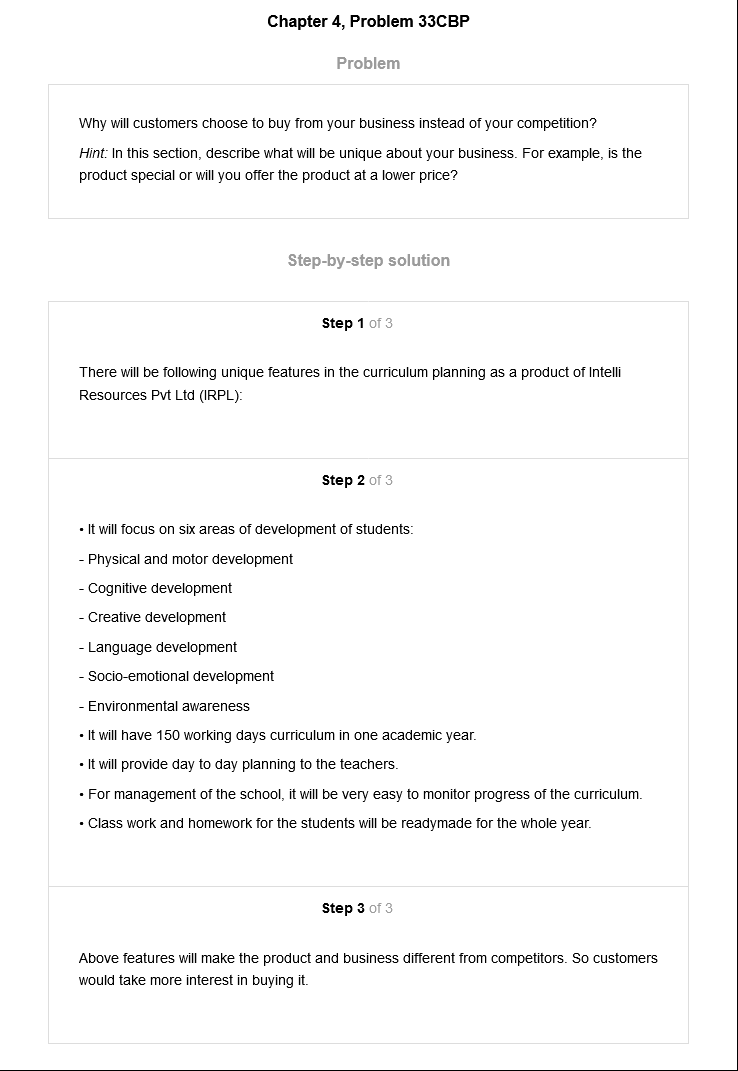 Chapter 4, Problem 33CBP
Problem
Why will customers choose to buy from your business instead of your competition?
Hint: In this section, describe what will be unique about your business. For example, is the
product special or will you offer the product at a lower price?
Step-by-step solution
Step 1 of 3
There will be following unique features in the curriculum planning as a product of Intelli
Resources Pvt Ltd (IRPL):
Step 2 of 3
• It will focus on six areas of development of students:
- Physical and motor development
- Cognitive development
- Creative development
- Language development
- Socio-emotional development
- Environmental awareness
• It will have 150 working days curriculum in one academic year.
• It will provide day to day planning to the teachers.
• For management of the school, it will be very easy to monitor progress of the curriculum.
• Class work and homework for the students will be readymade for the whole year.
Step 3 of 3
Above features will make the product and business different from competitors. So customers
would take more interest in buying it.